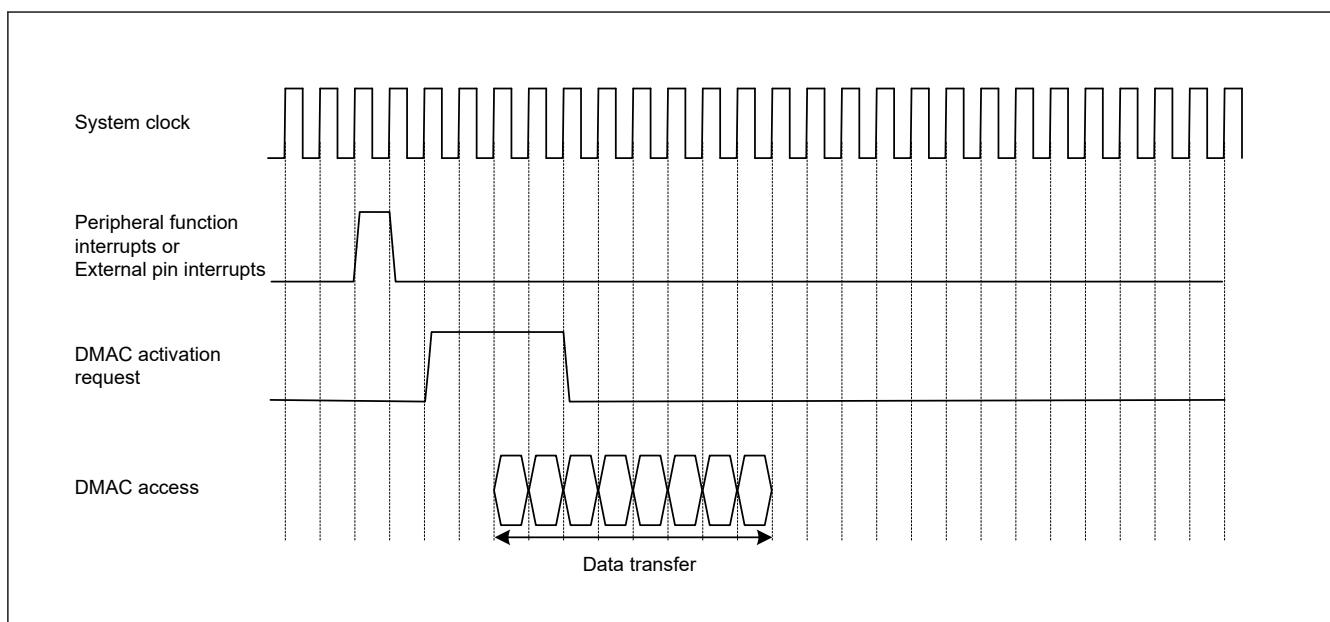 System clock
Peripheral function
interrupts or
External pin interrupts
DMAC activation
request
DMAC access
Data transfer